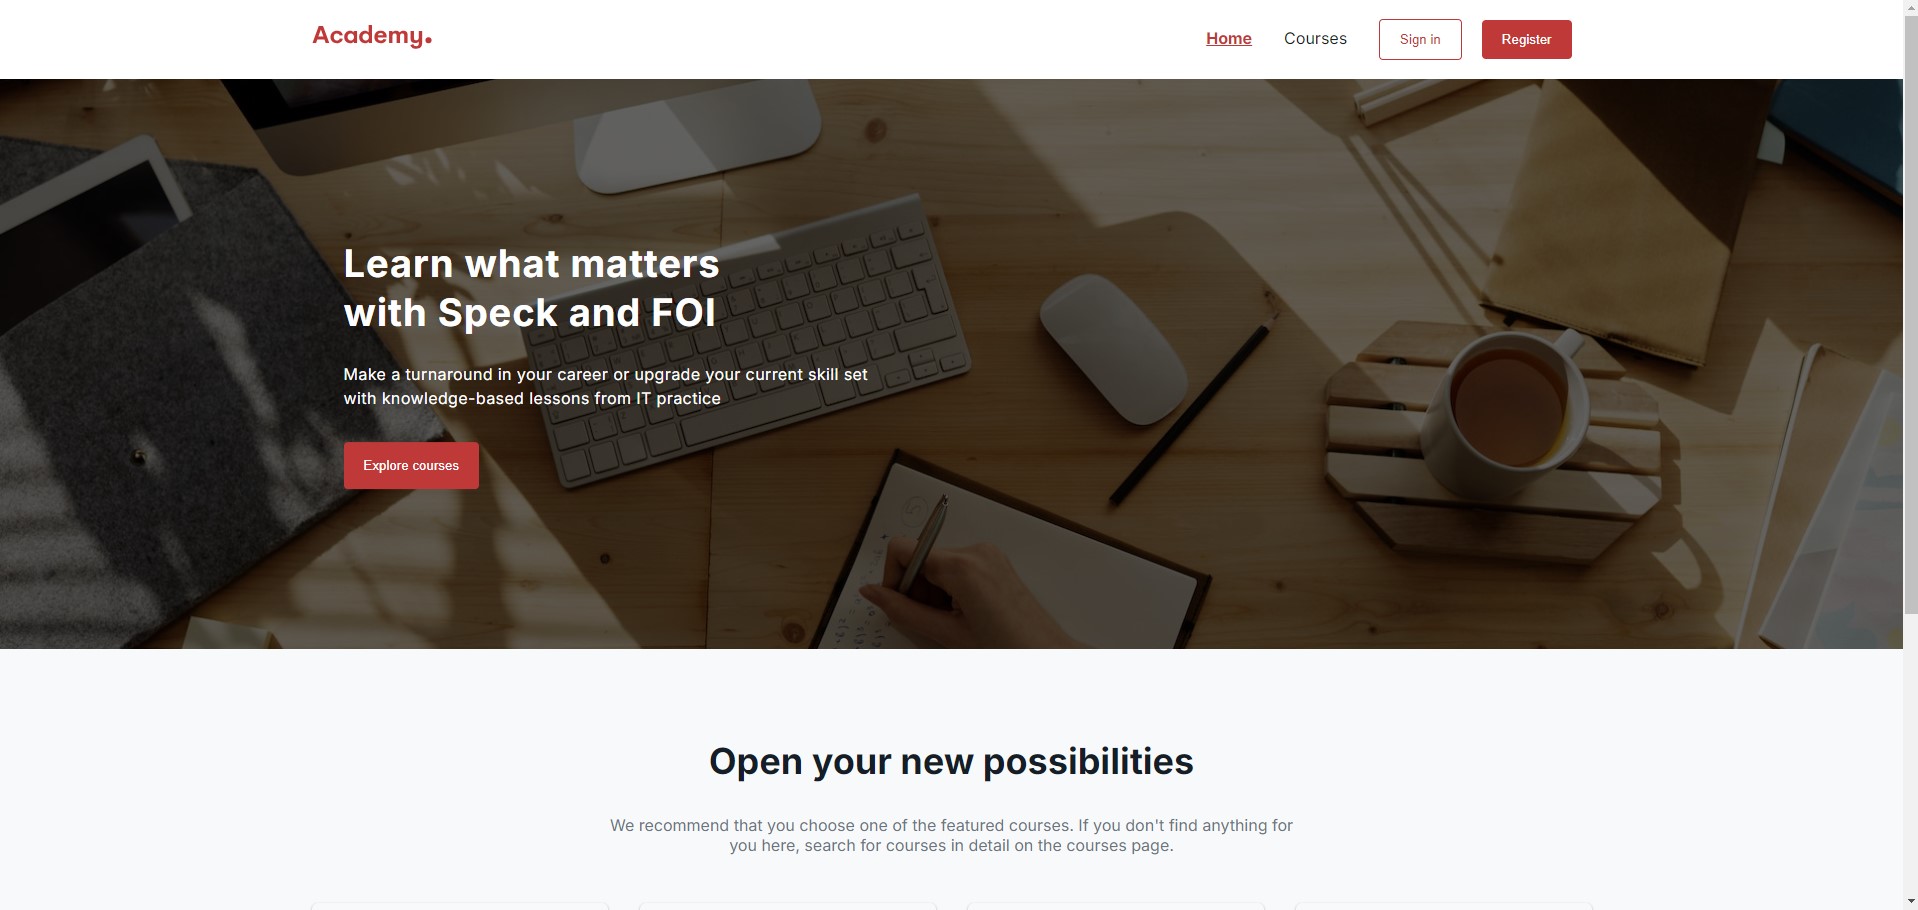 Academy.
Home
Courses
Sign in
Register
Learn what matters
with Speck and FOI
Make a turnaround in your career or upgrade your current skill set
with knowledge-based lessons from IT practice
Explore courses
Open your new possibilities
We recommend that you choose one of the featured courses. If you don't find anything for
you here, search for courses in detail on the courses page.